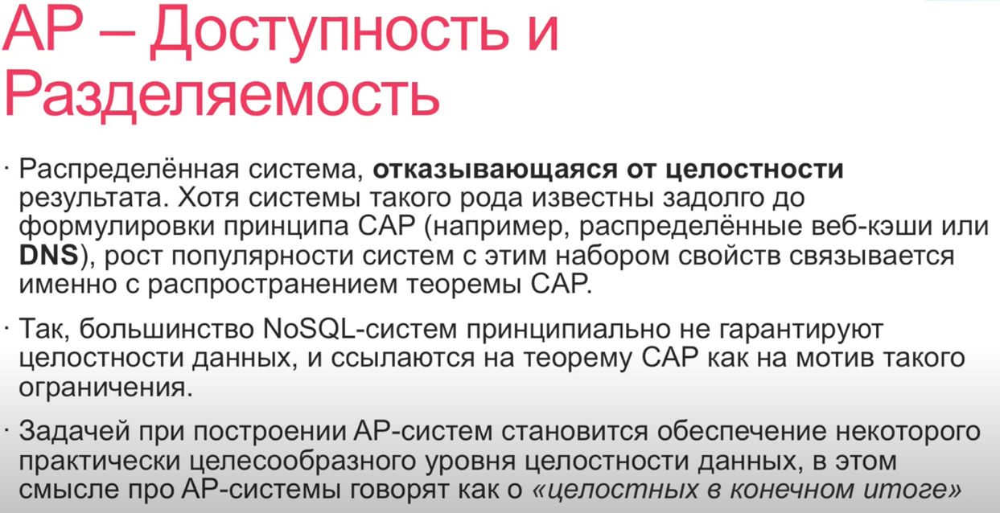 AP – Доступность и
Разделяемость
· Распределённая система, отказывающаяся от целостности
результата. Хотя системы такого рода известны задолго до
формулировки принципа CAP (например, распределённые веб-кэши или
DNS), рост популярности систем с этим набором свойств связывается
именно с распространением теоремы CAP.
· Так, большинство NoSQL-систем принципиально не гарантируют
целостности данных, и ссылаются на теорему CAP как на мотив такого
ограничения.
· Задачей при построении AP-систем становится обеспечение некоторого
практически целесообразного уровня целостности данных, в этом
смысле про AP-системы говорят как о «целостных в конечном итоге»